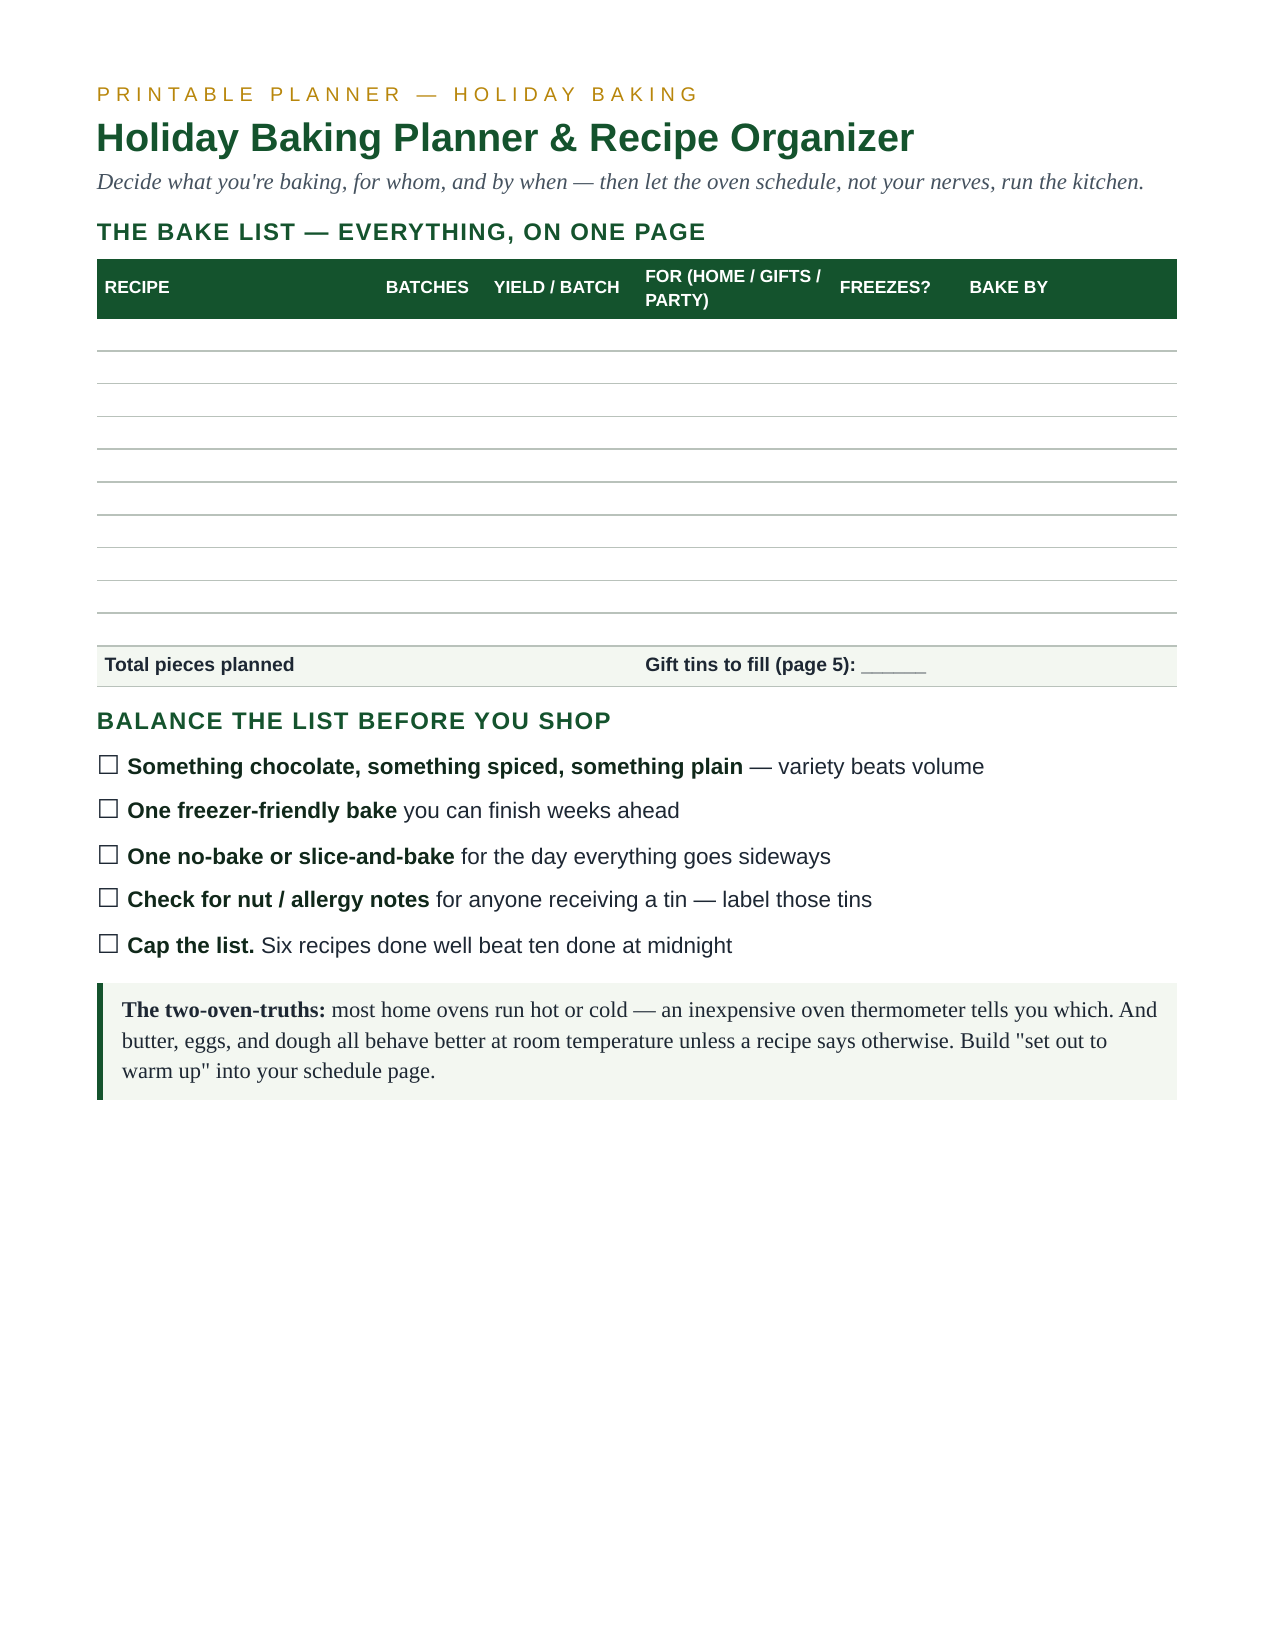 PRINTABLE PLANNER — HOLIDAY BAKING
Holiday Baking Planner & Recipe Organizer
Decide what you're baking, for whom, and by when — then let the oven schedule, not your nerves, run the kitchen.
THE BAKE LIST — EVERYTHING, ON ONE PAGE
RECIPE BATCHES YIELD / BATCH FOR (HOME / GIFTS / PARTY) FREEZES? BAKE BY
Total pieces planned Gift tins to fill (page 5): ______
BALANCE THE LIST BEFORE YOU SHOP
☐ Something chocolate, something spiced, something plain — variety beats volume
☐ One freezer-friendly bake you can finish weeks ahead
☐ One no-bake or slice-and-bake for the day everything goes sideways
☐ Check for nut / allergy notes for anyone receiving a tin — label those tins
☐ Cap the list. Six recipes done well beat ten done at midnight
The two-oven-truths: most home ovens run hot or cold — an inexpensive oven thermometer tells you which. And
butter, eggs, and dough all behave better at room temperature unless a recipe says otherwise. Build "set out to
warm up" into your schedule page.